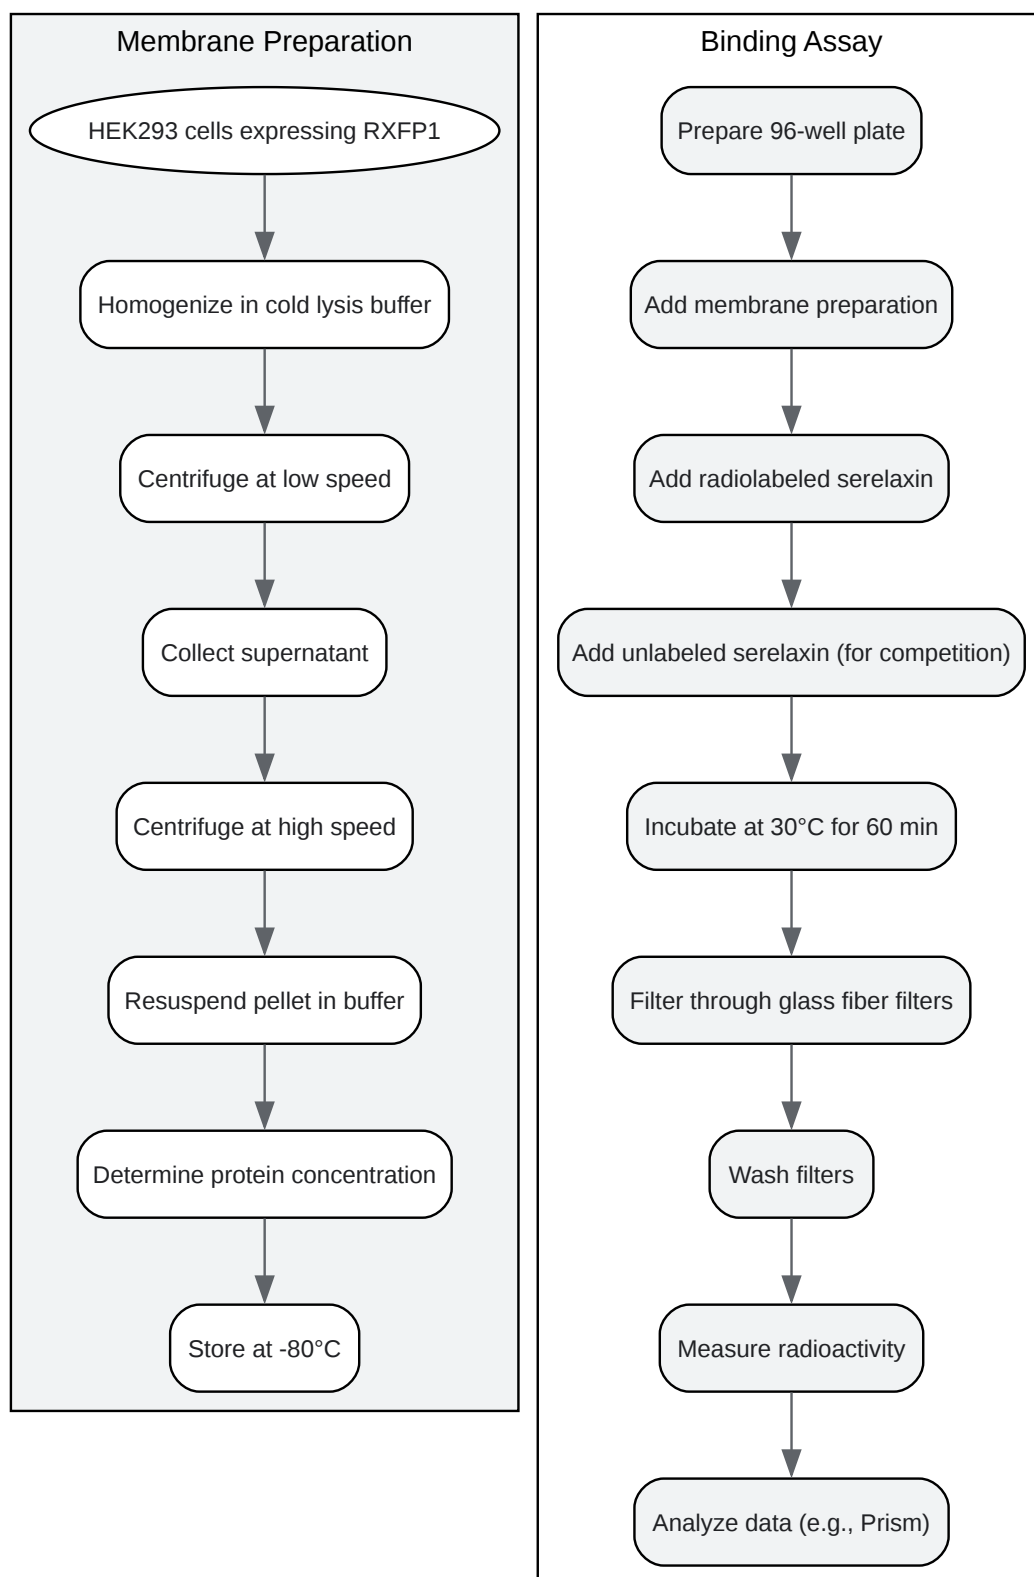 Membrane Preparation
HEK293 cells expressing RXFP1
Homogenize in cold lysis buffer
Centrifuge at low speed
Collect supernatant
Centrifuge at high speed
Resuspend pellet in buffer
Determine protein concentration
Store at -80°C
Binding Assay
Prepare 96-well plate
Add membrane preparation
Add radiolabeled serelaxin
Add unlabeled serelaxin (for competition)
Incubate at 30°C for 60 min
Filter through glass fiber filters
Wash filters
Measure radioactivity
Analyze data (e.g., Prism)